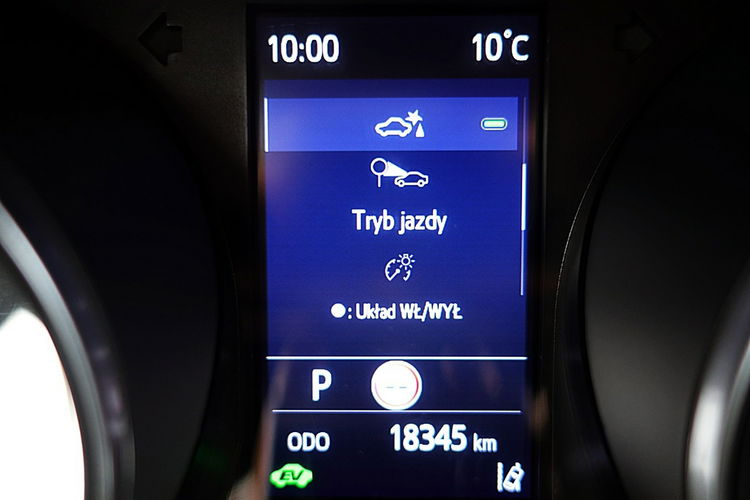 10:00 10°C
Tryb jazdy
: Układ WŁ/WYŁ
P --
ODO 18345 km
EV